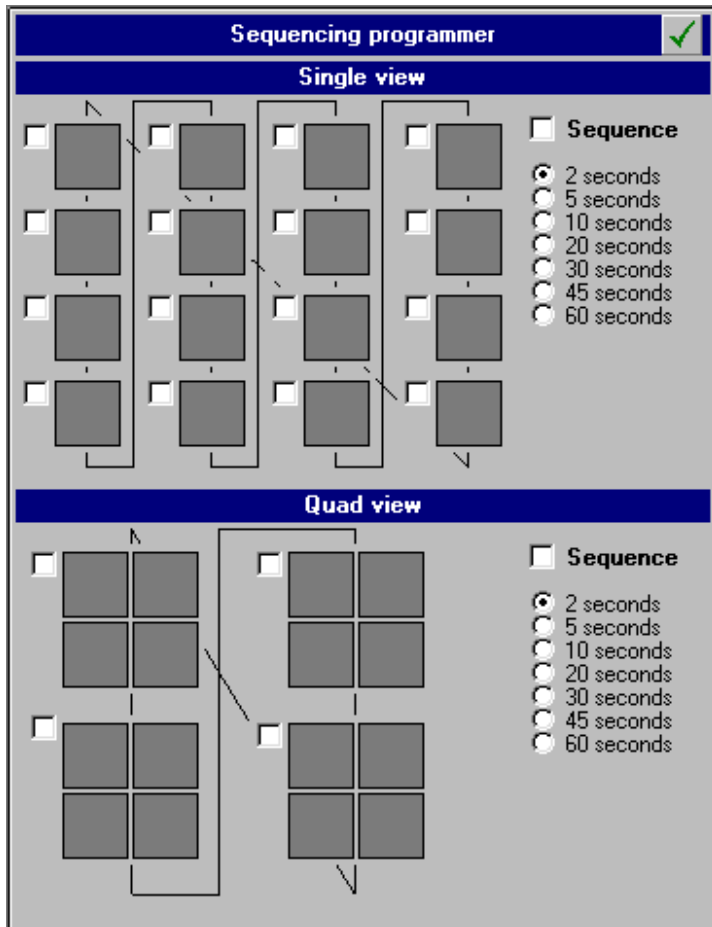 Sequencing programmer
Single view
Sequence
2 seconds
5 seconds
10 seconds
20 seconds
30 seconds
45 seconds
60 seconds
Quad view
Sequence
2 seconds
5 seconds
10 seconds
20 seconds
30 seconds
45 seconds
60 seconds